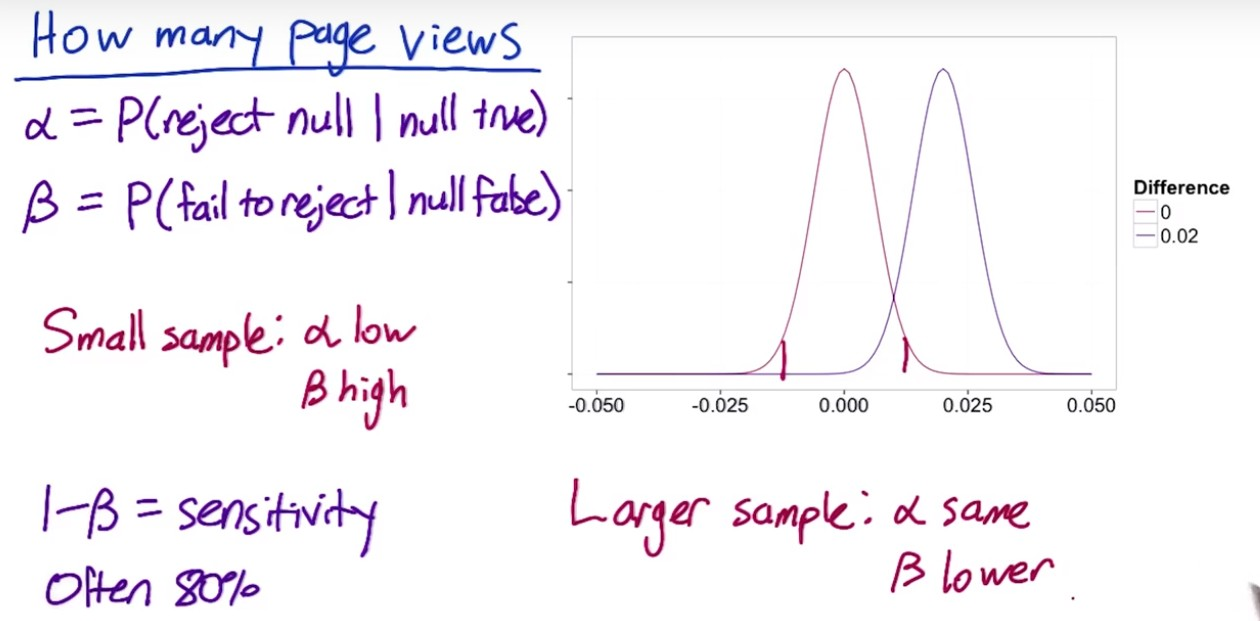 How many page views
α = P(reject null | null true)
β = P(fail to reject | null false)
Small sample: α low
β high
1-β = sensitivity
Often 80%
Difference
0
0.02
-0.050 -0.025 0.000 0.025 0.050
Larger sample: α same
β lower